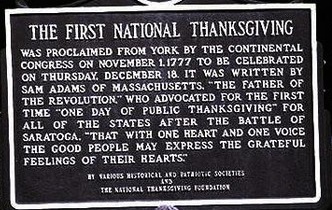 THE FIRST NATIONAL THANKSGIVING
WAS PROCLAIMED FROM YORK BY THE CONTINENTAL
CONGRESS ON NOVEMBER 1, 1777 TO BE CELEBRATED
ON THURSDAY, DECEMBER 18. IT WAS WRITTEN BY
SAM ADAMS OF MASSACHUSETTS, "THE FATHER OF
THE REVOLUTION," WHO ADVOCATED FOR THE FIRST
TIME "ONE DAY OF PUBLIC THANKSGIVING" FOR
ALL OF THE STATES AFTER THE BATTLE OF
SARATOGA. "THAT WITH ONE HEART AND ONE VOICE
THE GOOD PEOPLE MAY EXPRESS THE GRATEFUL
FEELINGS OF THEIR HEARTS."
BY VARIOUS HISTORICAL AND PATRIOTIC SOCIETIES
AND
THE NATIONAL THANKSGIVING FOUNDATION